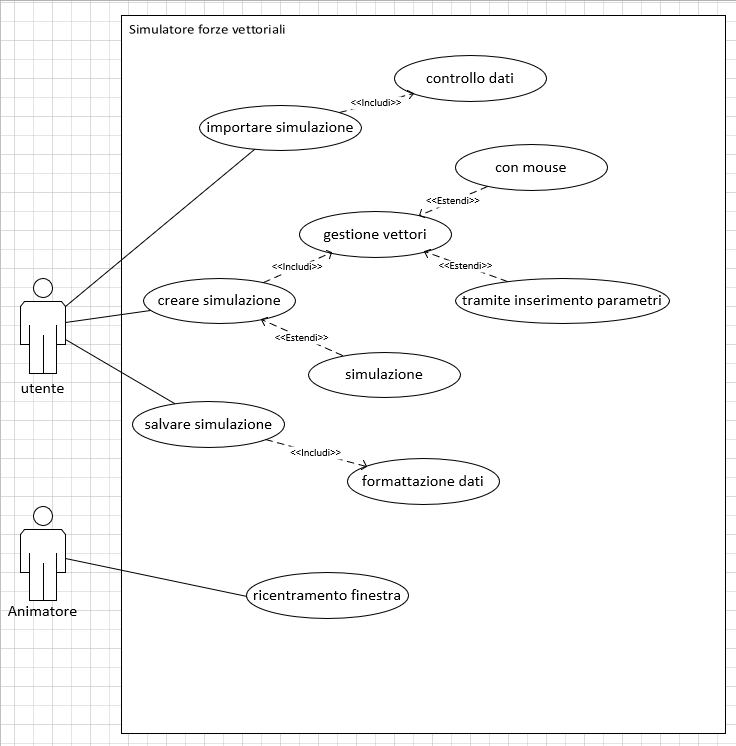 Simulatore forze vettoriali
controllo dati
<<Includi>>
importare simulazione
con mouse
<<Estendi>>
gestione vettori
<<Includi>>
<<Estendi>>
creare simulazione
tramite inserimento parametri
<<Estendi>>
simulazione
utente
salvare simulazione
<<Includi>>
formattazione dati
ricentramento finestra
Animatore